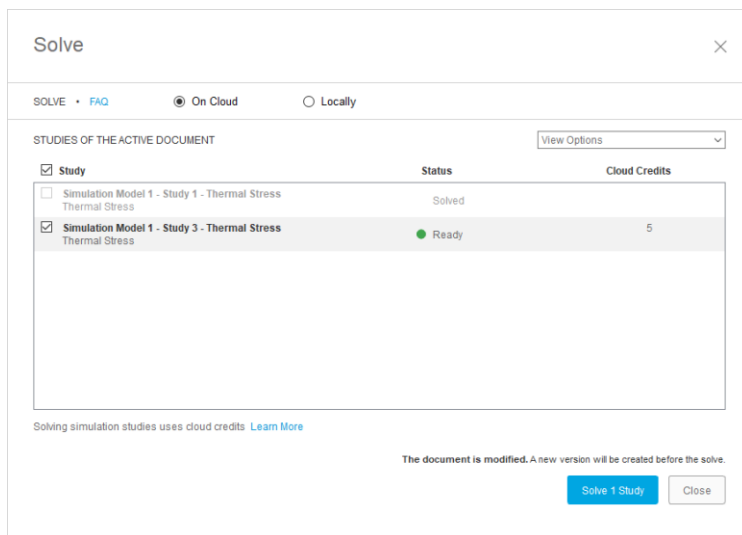 Solve
SOLVE • FAQ On Cloud Locally
STUDIES OF THE ACTIVE DOCUMENT View Options
Study Status Cloud Credits
Simulation Model 1 - Study 1 - Thermal Stress
Thermal Stress Solved
Simulation Model 1 - Study 3 - Thermal Stress 5
Thermal Stress Ready
Solving simulation studies uses cloud credits Learn More
The document is modified. A new version will be created before the solve.
Solve 1 Study Close